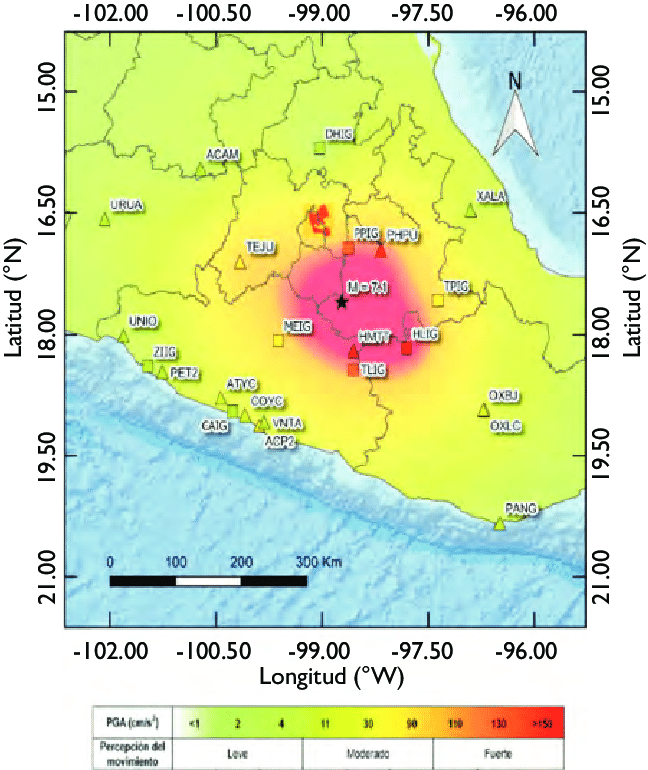 -102.00 -100.50 -99.00 -97.50 -96.00
15.00 15.00
N
DHIG
ACAM
XALA
URUA
16.50 16.50
PPIG PHPU
TEJU
TPIG
Latitud (°N) Latitud (°N)
UNIO
MEIG
18.00 18.00
HMTT HLIG
ZIIG
PET2
TLIG
ATYC
COYC
OXBJ
CAIG
VNTA
OXLC
ACP2
19.50 19.50
PANG
0 100 200 300 Km
21.00 21.00
-102.00 -100.50 -99.00 -97.50 -96.00
Longitud (°W)
PGA (cm/s²) <1 2 4 11 30 90 110 130
Percepción del movimiento Leve Moderado Fuerte